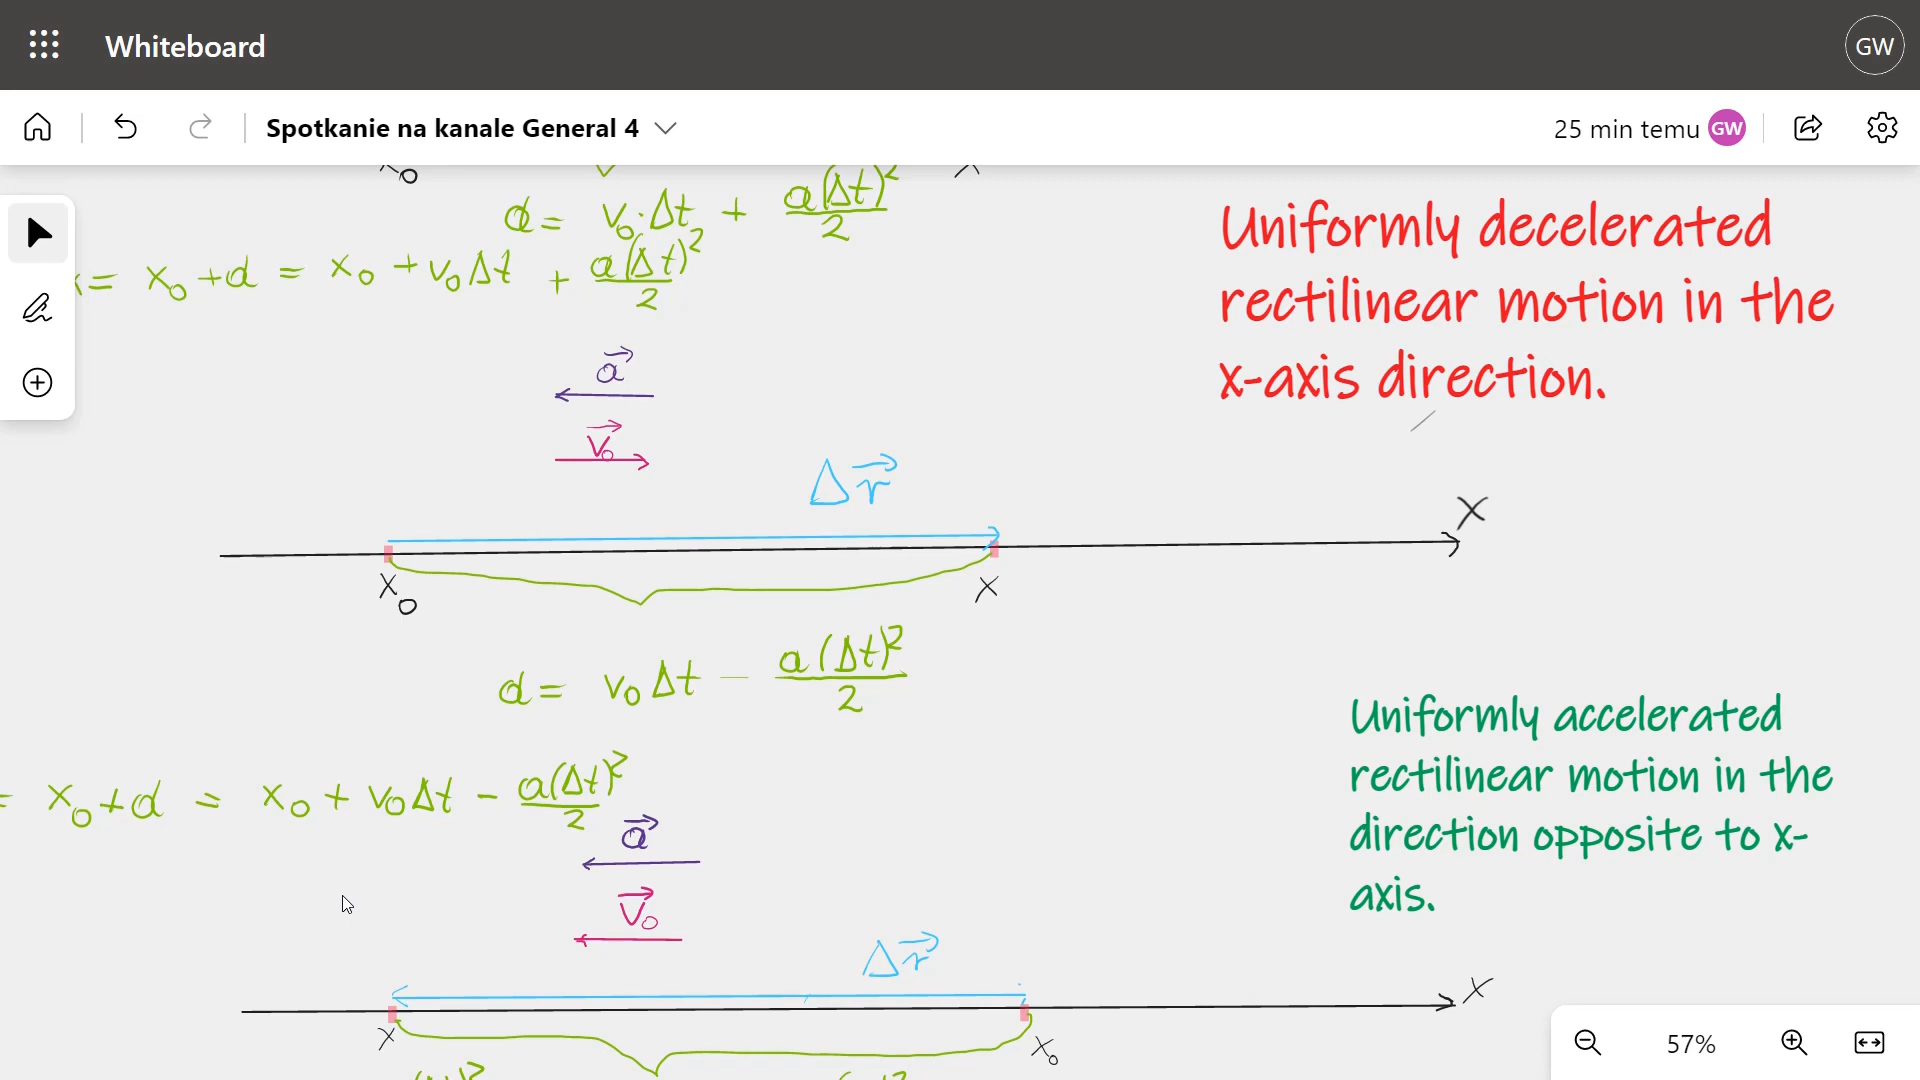 Whiteboard
GW
Spotkanie na kanale General 4
25 min temu GW
x₀
d = v₀·Δt + a(Δt)²/2
x = x₀ + d = x₀ + v₀Δt + a(Δt)²/2
Uniformly decelerated
rectilinear motion in the
x-axis direction.
a⃗
v⃗₀
Δr⃗
x
x₀ x
d = v₀Δt − a(Δt)²/2
Uniformly accelerated
rectilinear motion in the
direction opposite to x-
axis.
= x₀ + d = x₀ + v₀Δt − a(Δt)²/2
a⃗
v⃗₀
Δr⃗
x
x x₀
57%